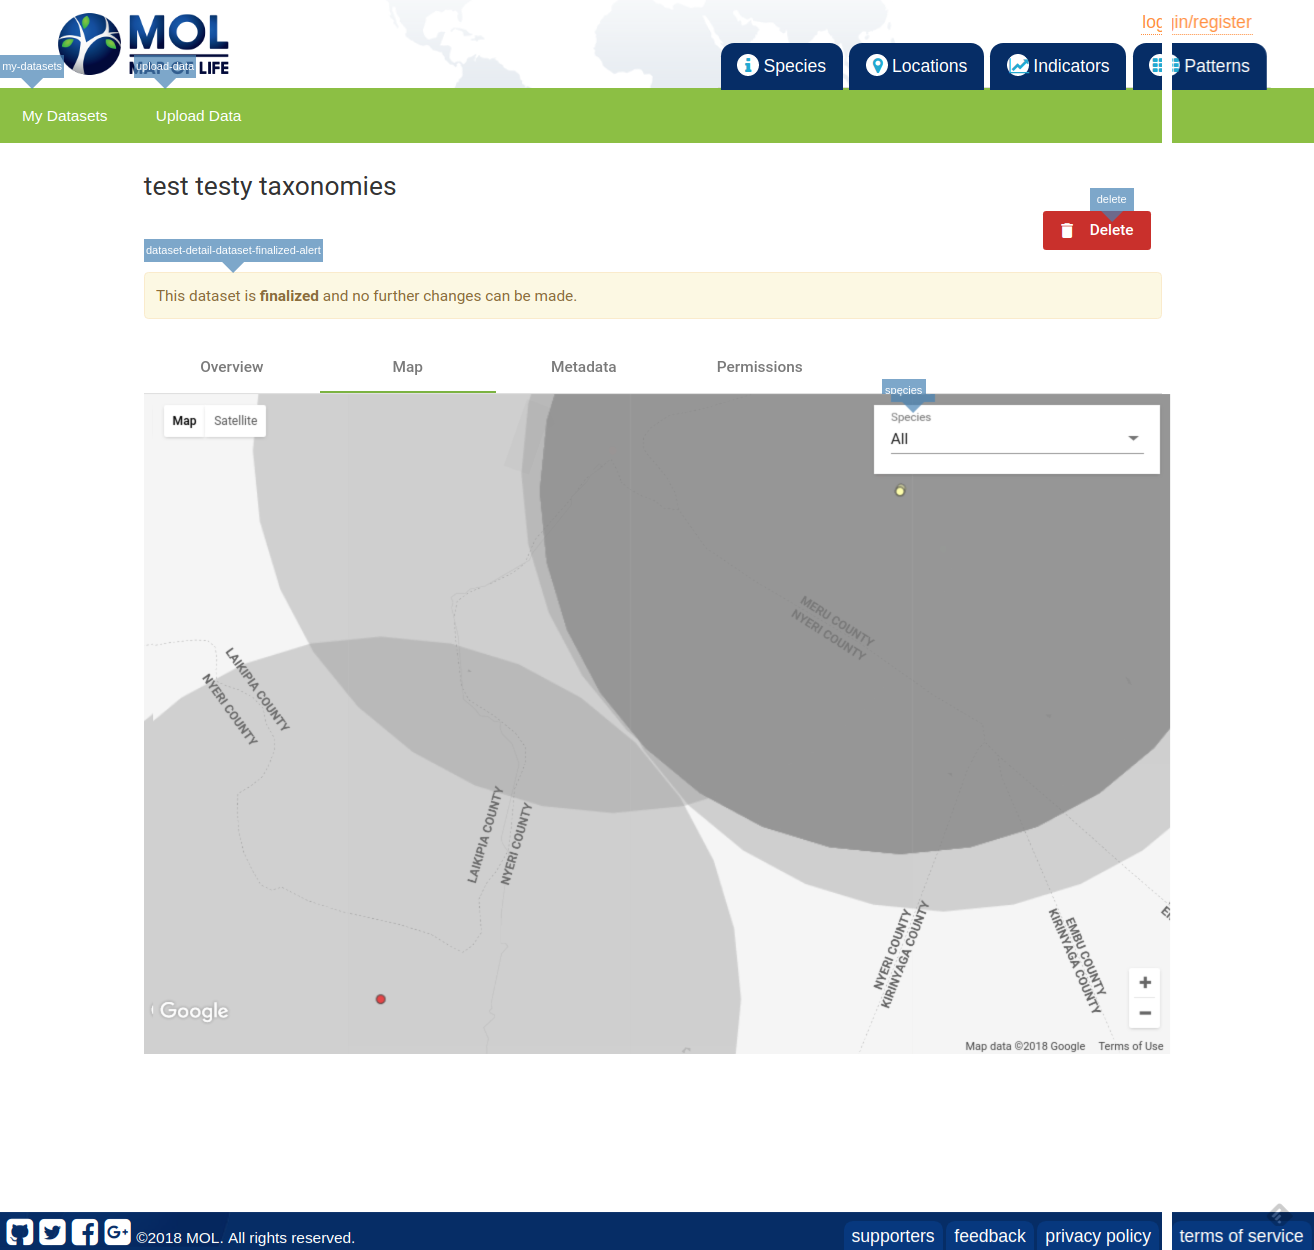 MOL
MAP OF LIFE
login/register
Species
Locations
Indicators
Patterns
my-datasets
upload-data
My Datasets
Upload Data
test testy taxonomies
delete
Delete
dataset-detail-dataset-finalized-alert
This dataset is finalized and no further changes can be made.
Overview
Map
Metadata
Permissions
species
Map
Satellite
Species
All
MERU COUNTY
NYERI COUNTY
LAIKIPIA COUNTY
NYERI COUNTY
LAIKIPIA COUNTY
NYERI COUNTY
NYERI COUNTY
KIRINYAGA COUNTY
EMBU COUNTY
KIRINYAGA COUNTY
Google
Map data ©2018 Google
Terms of Use
©2018 MOL. All rights reserved.
supporters
feedback
privacy policy
terms of service